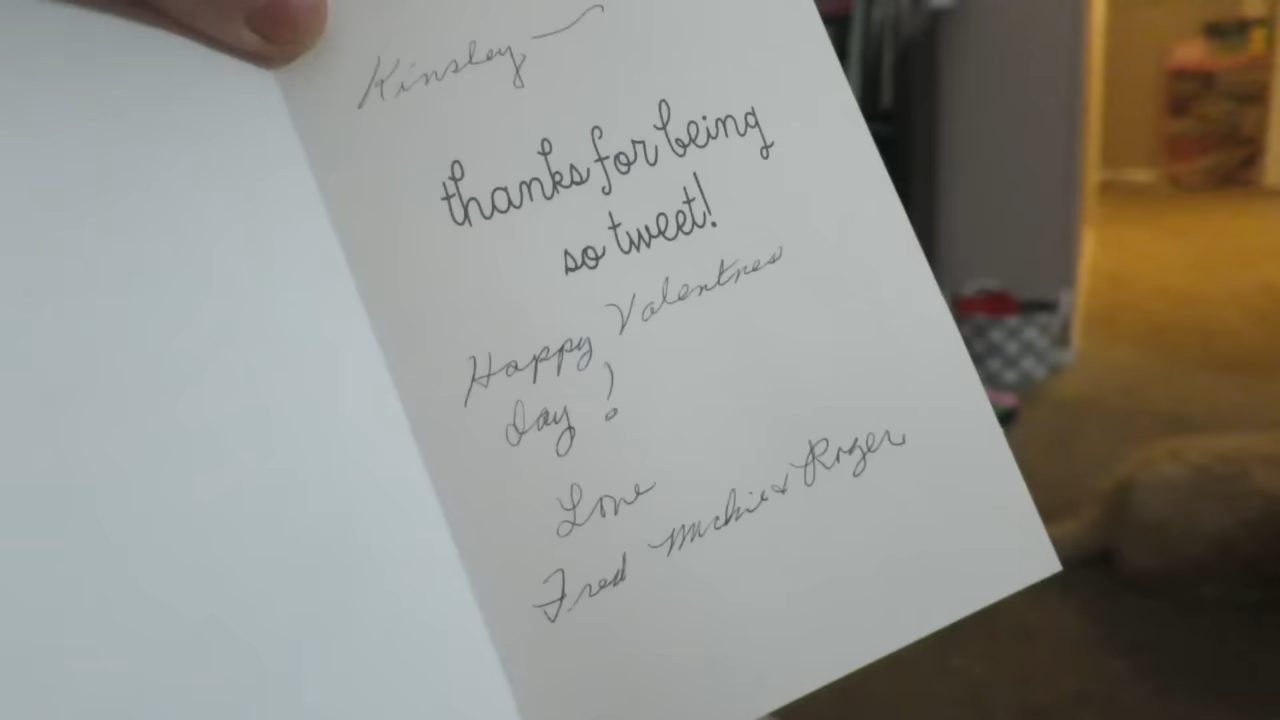 Kinsley —
thanks for being
so tweet!
Happy Valentines
day!
Love
Fred Michie & Roger